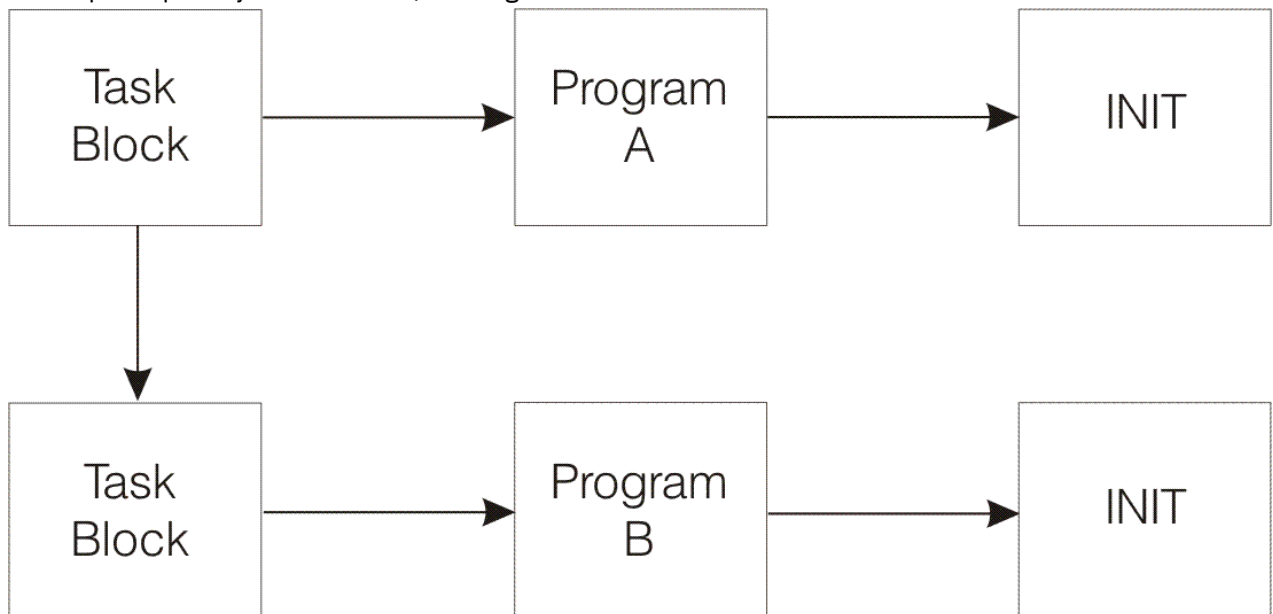 Task
Block
Program
A
INIT
Task
Block
Program
B
INIT